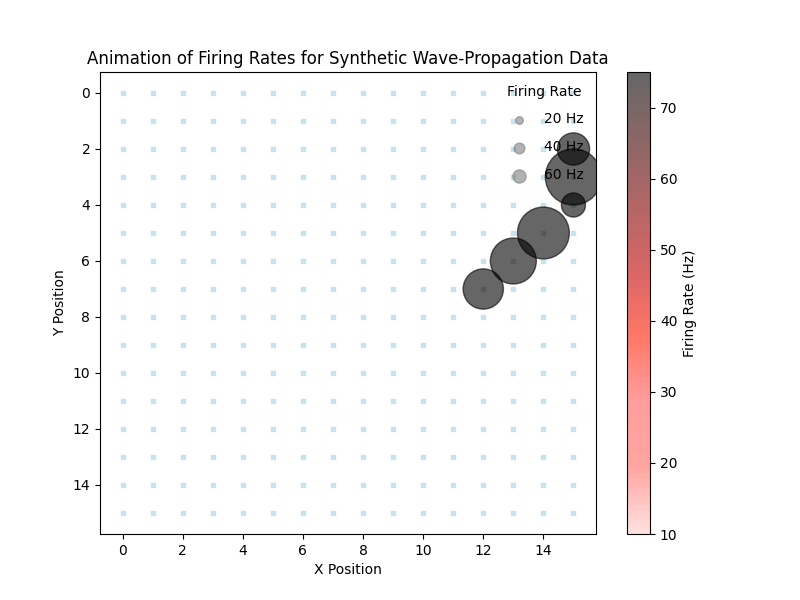 Animation of Firing Rates for Synthetic Wave-Propagation Data
Firing Rate
20 Hz
40 Hz
60 Hz
0
2
4
6
8
10
12
14
Y Position
0 2 4 6 8 10 12 14
X Position
70
60
50
40
30
20
10
Firing Rate (Hz)